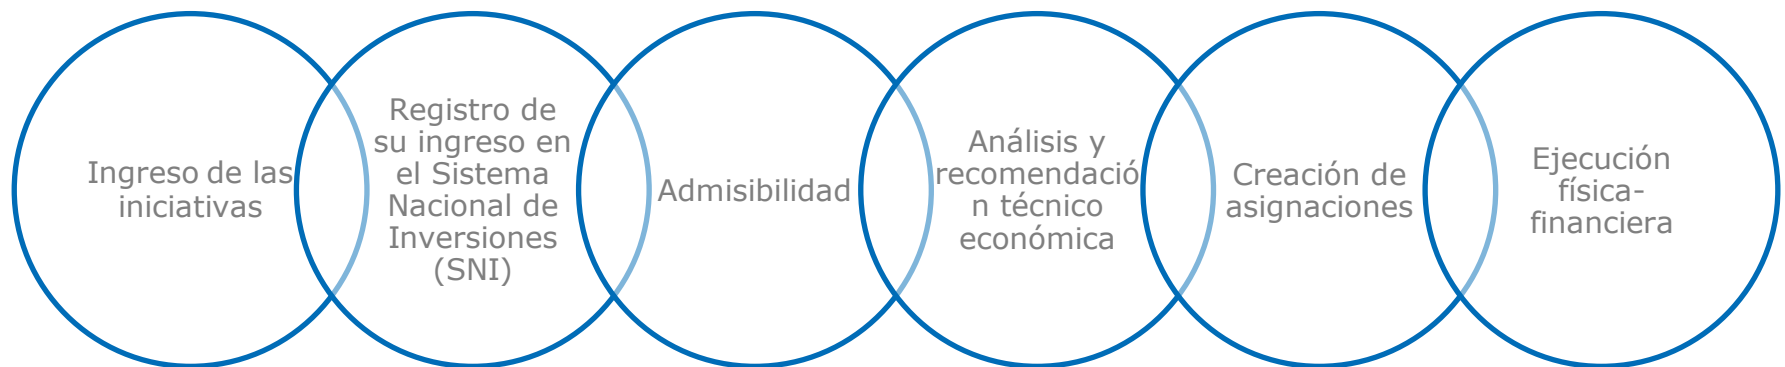 Ingreso de las
iniciativas
Registro de
su ingreso en
el Sistema
Nacional de
Inversiones
(SNI)
Admisibilidad
Análisis y
recomendació
n técnico
económica
Creación de
asignaciones
Ejecución
física-
financiera